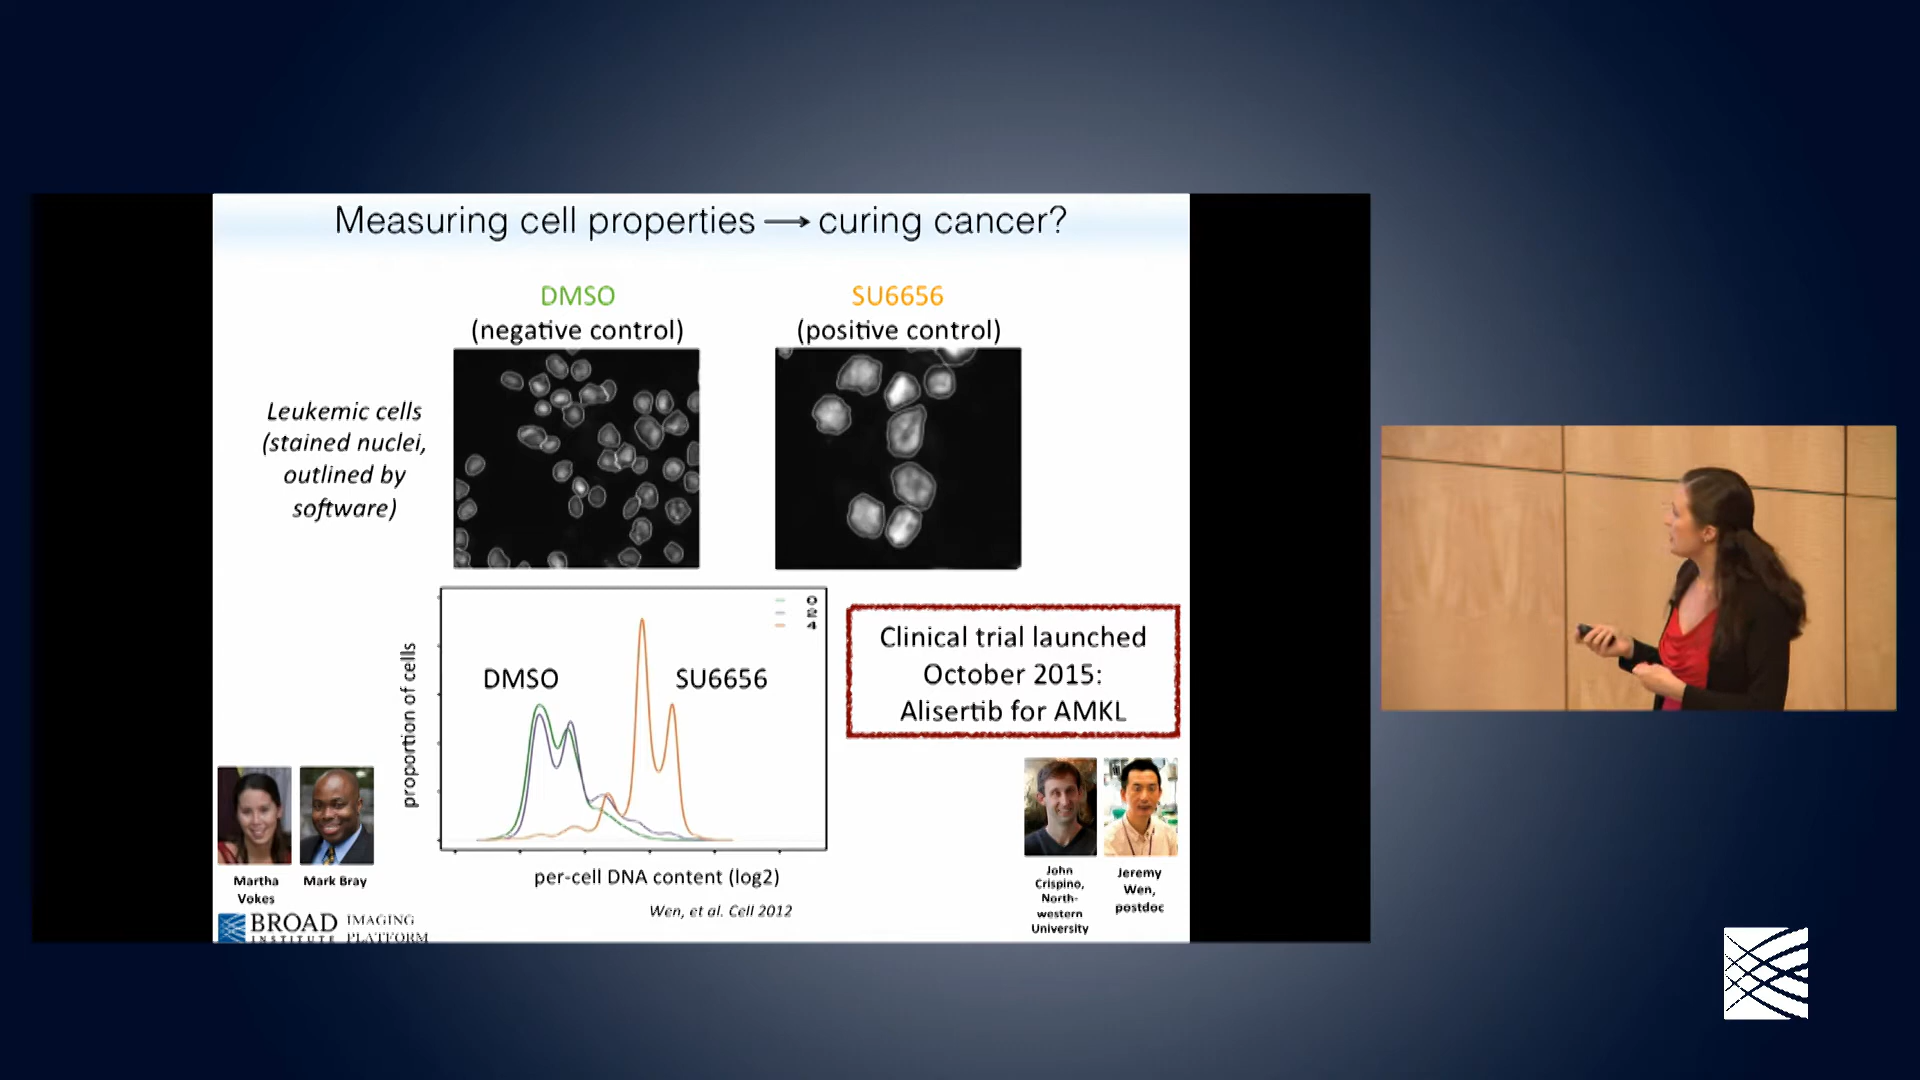 Measuring cell properties → curing cancer?
DMSO
(negative control)
SU6656
(positive control)
Leukemic cells
(stained nuclei,
outlined by
software)
proportion of cells
DMSO
SU6656
per-cell DNA content (log2)
Wen, et al. Cell 2012
Clinical trial launched
October 2015:
Alisertib for AMKL
Martha
Vokes
Mark Bray
John
Crispino,
North-
western
University
Jeremy
Wen,
postdoc
BROAD
INSTITUTE
IMAGING
PLATFORM